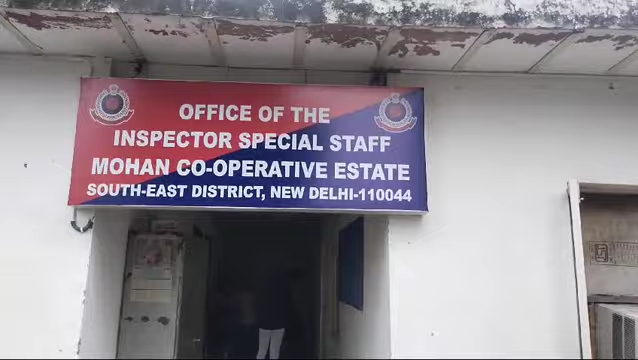 OFFICE OF THE
INSPECTOR SPECIAL STAFF
MOHAN CO-OPERATIVE ESTATE
SOUTH-EAST DISTRICT, NEW DELHI-110044